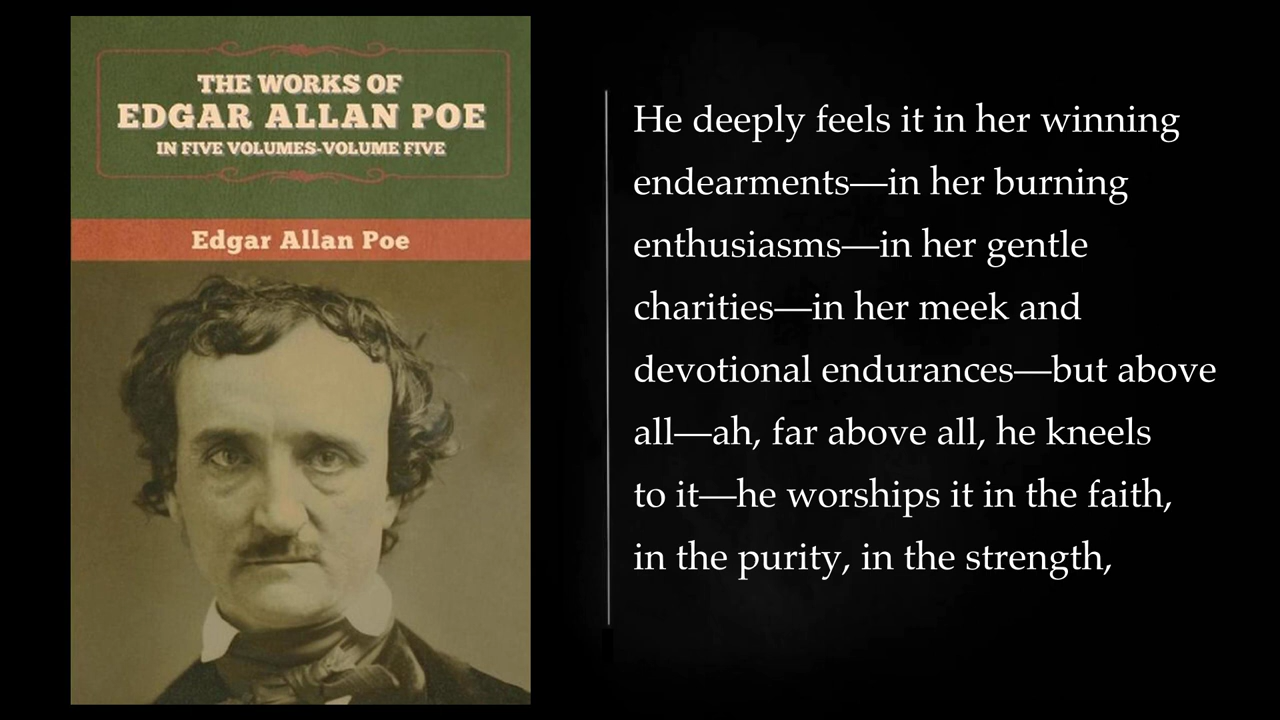 THE WORKS OF
EDGAR ALLAN POE
IN FIVE VOLUMES-VOLUME FIVE
Edgar Allan Poe
He deeply feels it in her winning
endearments—in her burning
enthusiasms—in her gentle
charities—in her meek and
devotional endurances—but above
all—ah, far above all, he kneels
to it—he worships it in the faith,
in the purity, in the strength,